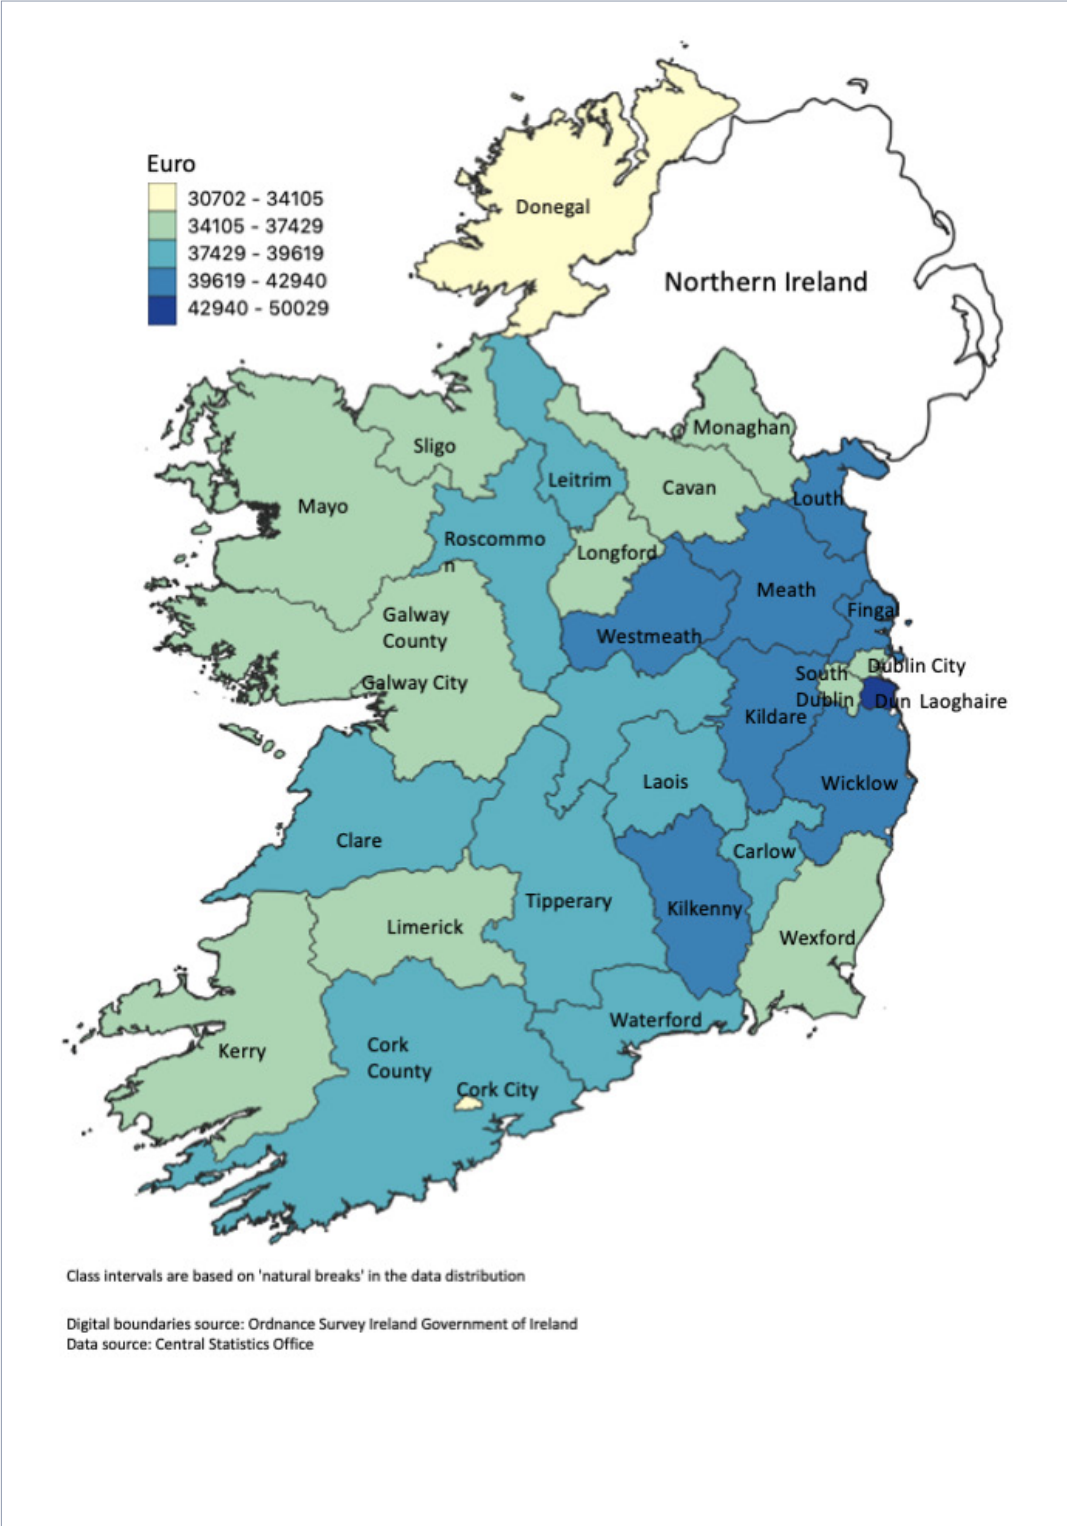 Euro
30702 - 34105
34105 - 37429
37429 - 39619
39619 - 42940
42940 - 50029
Donegal
Northern Ireland
Monaghan
Sligo
Leitrim
Cavan
Louth
Mayo
Roscommo
n
Longford
Meath
Fingal
Galway
County
Westmeath
Dublin City
South
Dublin
Galway City
Dun Laoghaire
Kildare
Laois
Wicklow
Clare
Carlow
Tipperary
Kilkenny
Limerick
Wexford
Waterford
Kerry
Cork
County
Cork City
Class intervals are based on 'natural breaks' in the data distribution
Digital boundaries source: Ordnance Survey Ireland Government of Ireland
Data source: Central Statistics Office